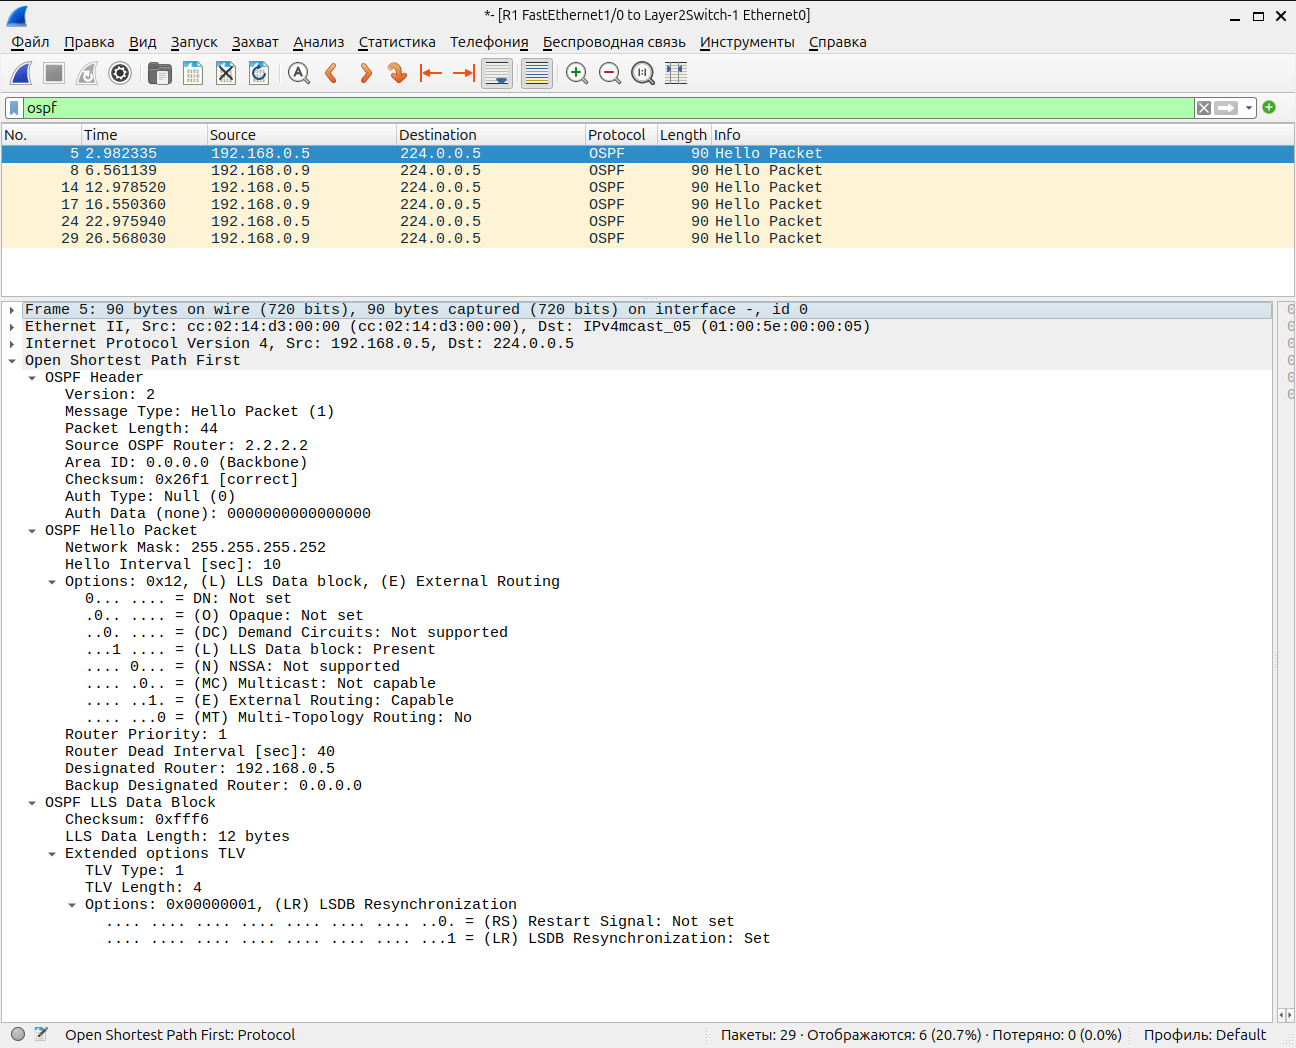 *- [R1 FastEthernet1/0 to Layer2Switch-1 Ethernet0]
Файл Правка Вид Запуск Захват Анализ Статистика Телефония Беспроводная связь Инструменты Справка
ospf
No. Time Source Destination Protocol Length Info
5 2.982335 192.168.0.5 224.0.0.5 OSPF 90 Hello Packet
8 6.561139 192.168.0.9 224.0.0.5 OSPF 90 Hello Packet
14 12.978520 192.168.0.5 224.0.0.5 OSPF 90 Hello Packet
17 16.550360 192.168.0.9 224.0.0.5 OSPF 90 Hello Packet
24 22.975940 192.168.0.5 224.0.0.5 OSPF 90 Hello Packet
29 26.568030 192.168.0.9 224.0.0.5 OSPF 90 Hello Packet
Frame 5: 90 bytes on wire (720 bits), 90 bytes captured (720 bits) on interface -, id 0
Ethernet II, Src: cc:02:14:d3:00:00 (cc:02:14:d3:00:00), Dst: IPv4mcast_05 (01:00:5e:00:00:05)
Internet Protocol Version 4, Src: 192.168.0.5, Dst: 224.0.0.5
Open Shortest Path First
OSPF Header
Version: 2
Message Type: Hello Packet (1)
Packet Length: 44
Source OSPF Router: 2.2.2.2
Area ID: 0.0.0.0 (Backbone)
Checksum: 0x26f1 [correct]
Auth Type: Null (0)
Auth Data (none): 0000000000000000
OSPF Hello Packet
Network Mask: 255.255.255.252
Hello Interval [sec]: 10
Options: 0x12, (L) LLS Data block, (E) External Routing
0... .... = DN: Not set
.0.. .... = (O) Opaque: Not set
..0. .... = (DC) Demand Circuits: Not supported
...1 .... = (L) LLS Data block: Present
.... 0... = (N) NSSA: Not supported
.... .0.. = (MC) Multicast: Not capable
.... ..1. = (E) External Routing: Capable
.... ...0 = (MT) Multi-Topology Routing: No
Router Priority: 1
Router Dead Interval [sec]: 40
Designated Router: 192.168.0.5
Backup Designated Router: 0.0.0.0
OSPF LLS Data Block
Checksum: 0xfff6
LLS Data Length: 12 bytes
Extended options TLV
TLV Type: 1
TLV Length: 4
Options: 0x00000001, (LR) LSDB Resynchronization
.... .... .... .... .... .... .... ..0. = (RS) Restart Signal: Not set
.... .... .... .... .... .... .... ...1 = (LR) LSDB Resynchronization: Set
Open Shortest Path First: Protocol Пакеты: 29 · Отображаются: 6 (20.7%) · Потеряно: 0 (0.0%) Профиль: Default